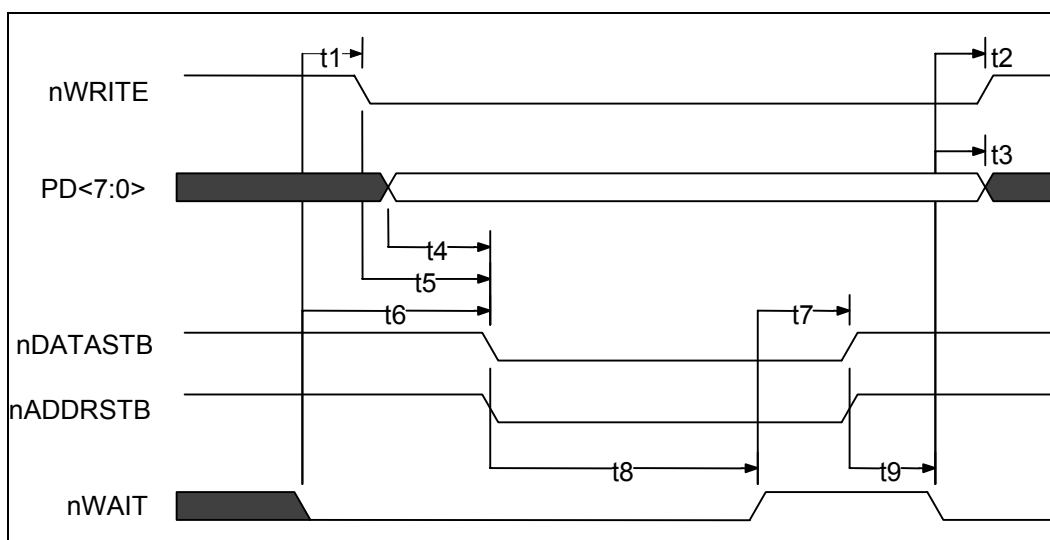 t1
t2
nWRITE
t3
PD<7:0>
t4
t5
t6
t7
nDATASTB
nADDRSTB
t8
t9
nWAIT